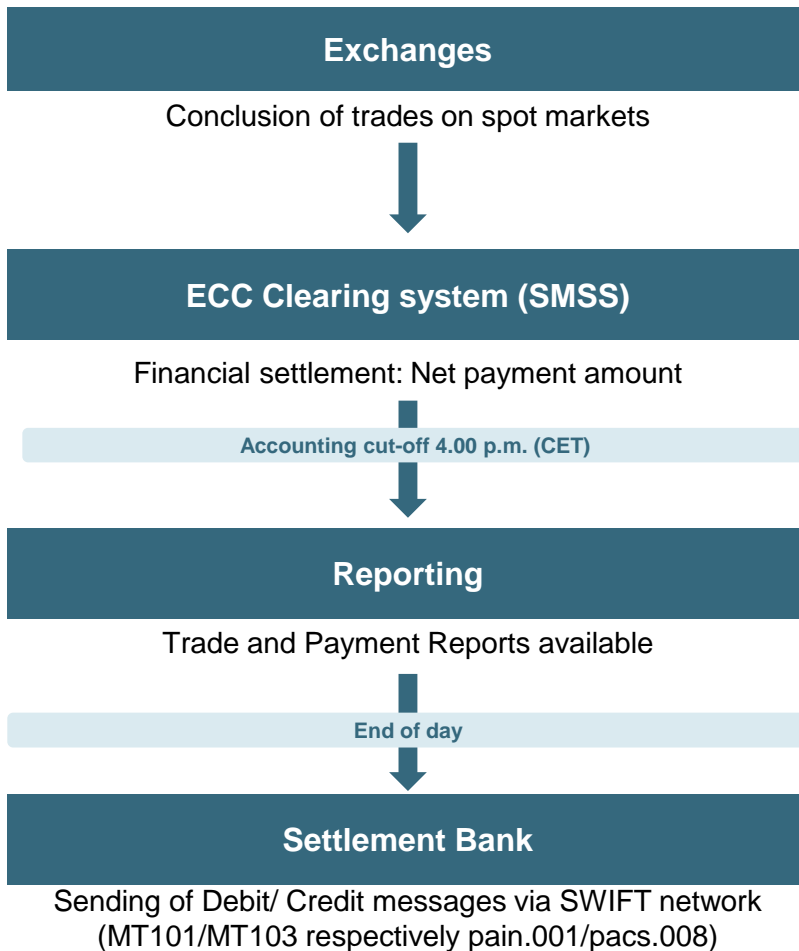 Exchanges
Conclusion of trades on spot markets
ECC Clearing system (SMSS)
Financial settlement: Net payment amount
Accounting cut-off 4.00 p.m. (CET)
Reporting
Trade and Payment Reports available
End of day
Settlement Bank
Sending of Debit/ Credit messages via SWIFT network
(MT101/MT103 respectively pain.001/pacs.008)